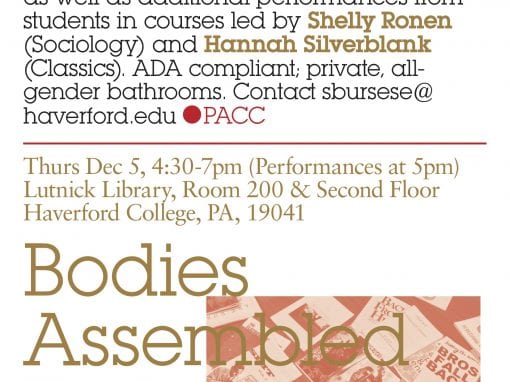 as well as additional performances from
students in courses led by Shelly Ronen
(Sociology) and Hannah Silverblank
(Classics). ADA compliant; private, all-
gender bathrooms. Contact sbursese@
haverford.edu ●PACC
Thurs Dec 5, 4:30-7pm (Performances at 5pm)
Lutnick Library, Room 200 & Second Floor
Haverford College, PA, 19041
Bodies
Assembled